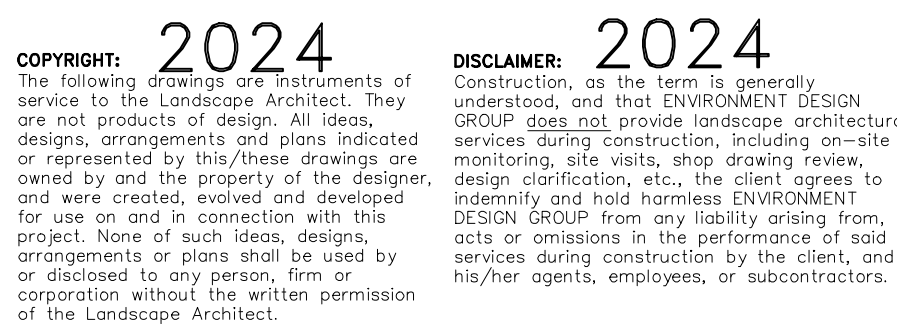 COPYRIGHT: 2024
The following drawings are instruments of
service to the Landscape Architect. They
are not products of design. All ideas,
designs, arrangements and plans indicated
or represented by this/these drawings are
owned by and the property of the designer,
and were created, evolved and developed
for use on and in connection with this
project. None of such ideas, designs,
arrangements or plans shall be used by
or disclosed to any person, firm or
corporation without the written permission
of the Landscape Architect.
DISCLAIMER: 2024
Construction, as the term is generally
understood, and that ENVIRONMENT DESIGN
GROUP does not provide landscape architectura
services during construction, including on-site
monitoring, site visits, shop drawing review,
design clarification, etc., the client agrees to
indemnify and hold harmless ENVIRONMENT
DESIGN GROUP from any liability arising from,
acts or omissions in the performance of said
services during construction by the client, and
his/her agents, employees, or subcontractors.